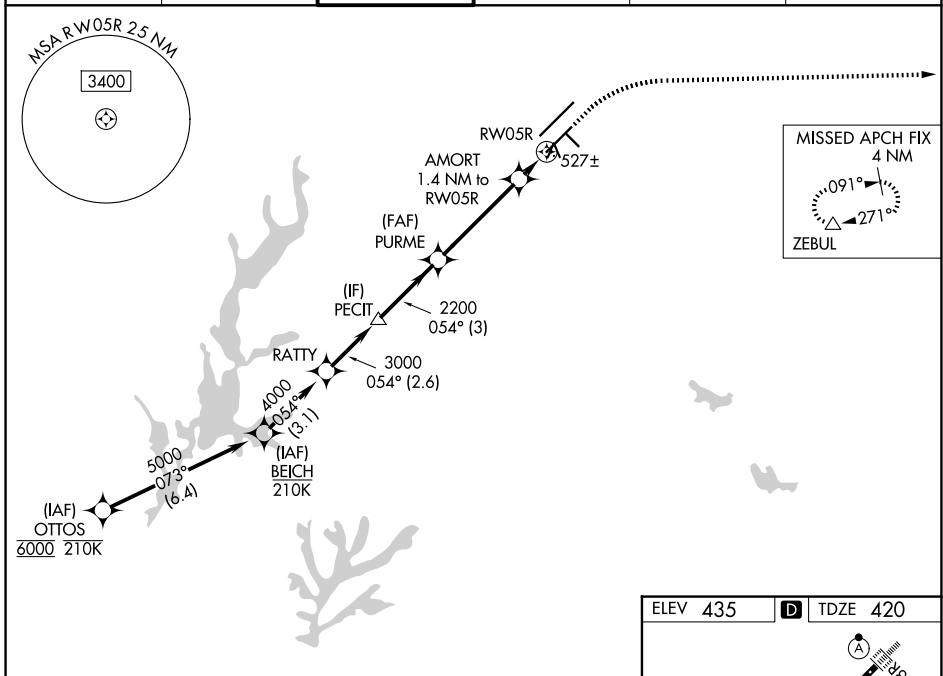 MSA RW05R 25 NM
3400
RW05R
527±
AMORT
1.4 NM to
RW05R
MISSED APCH FIX
4 NM
091°
271°
ZEBUL
(FAF)
PURME
(IF)
PECIT
2200
054° (3)
RATTY
3000
054° (2.6)
4000
054°
(3.1)
(IAF)
BEICH
210K
5000
073°
(6.4)
(IAF)
OTTOS
6000 210K
ELEV 435 D TDZE 420
A